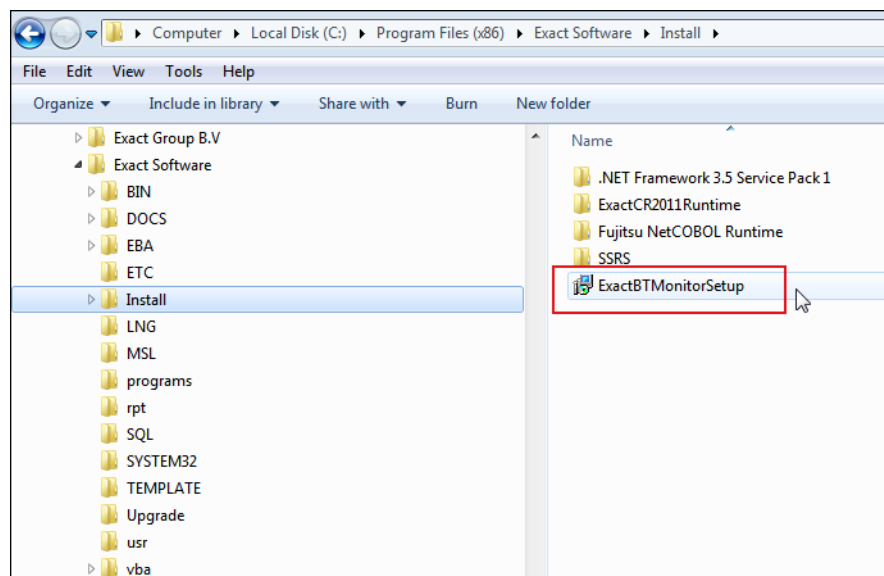 Computer Local Disk (C:) Program Files (x86) Exact Software Install
File Edit View Tools Help
Organize Include in library Share with Burn New folder
Exact Group B.V
Exact Software
BIN
DOCS
EBA
ETC
Install
LNG
MSL
programs
rpt
SQL
SYSTEM32
TEMPLATE
Upgrade
usr
vba
Name
.NET Framework 3.5 Service Pack 1
ExactCR2011Runtime
Fujitsu NetCOBOL Runtime
SSRS
ExactBTMonitorSetup